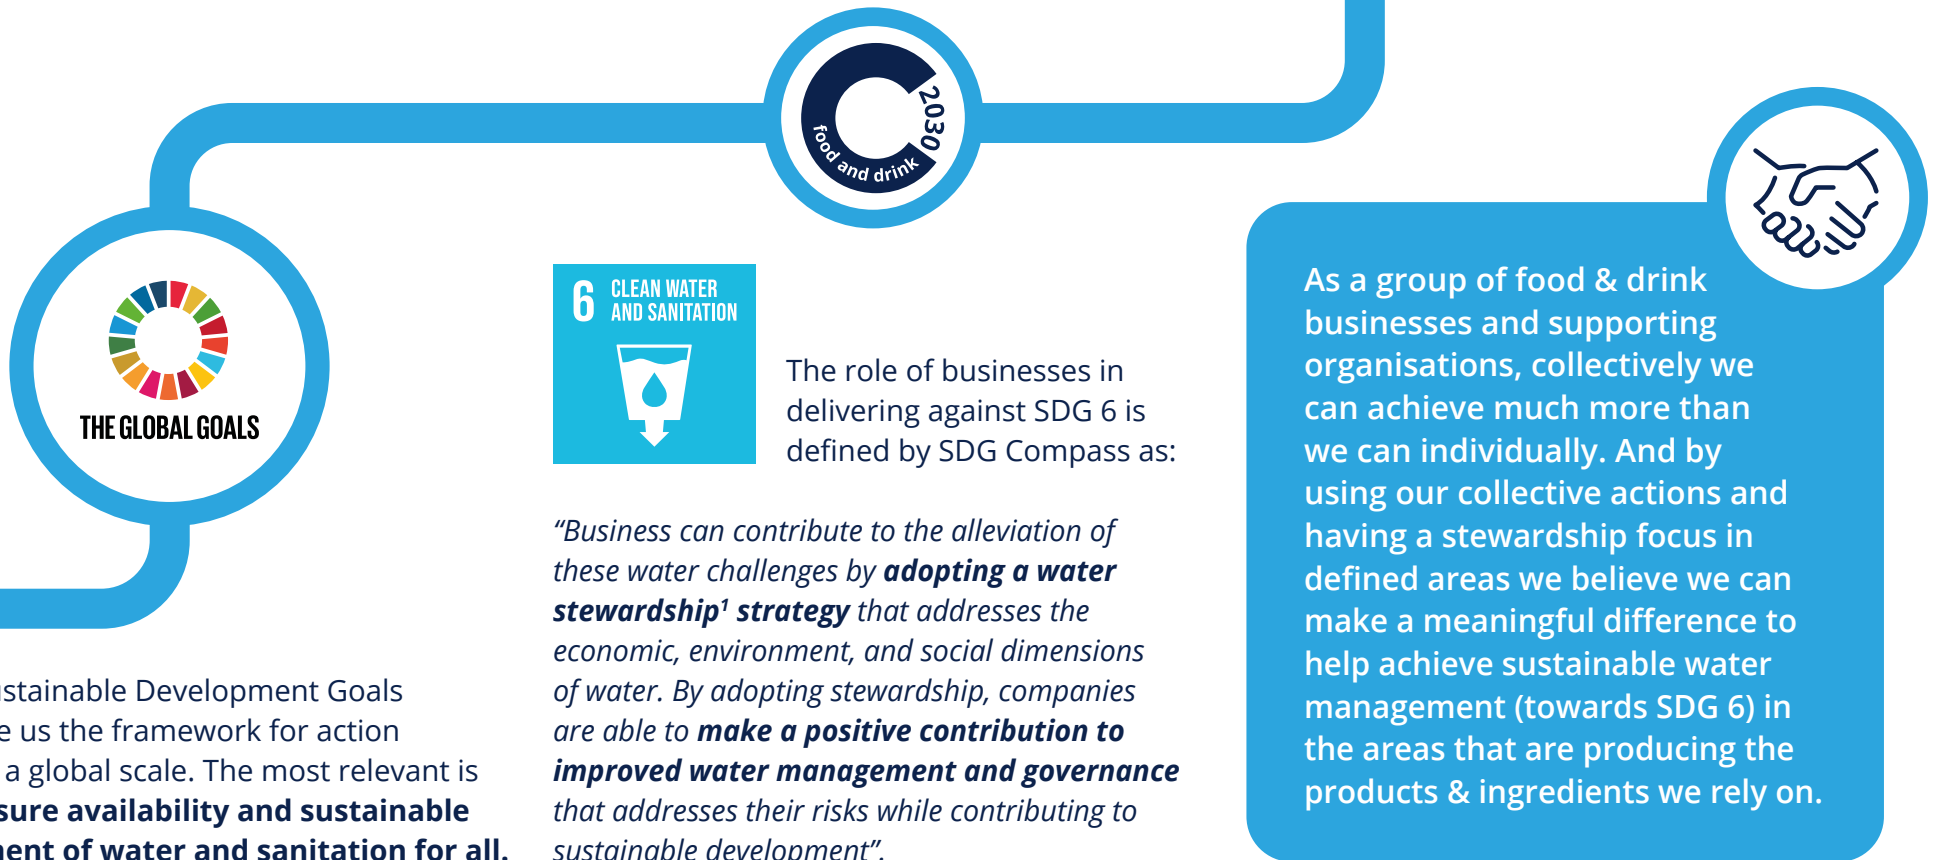 2030
food and drink
THE GLOBAL GOALS
stainable Development Goals
e us the framework for action
a global scale. The most relevant is
sure availability and sustainable
ent of water and sanitation for all.
6 CLEAN WATER
AND SANITATION
The role of businesses in
delivering against SDG 6 is
defined by SDG Compass as:
“Business can contribute to the alleviation of
these water challenges by adopting a water
stewardship¹ strategy that addresses the
economic, environment, and social dimensions
of water. By adopting stewardship, companies
are able to make a positive contribution to
improved water management and governance
that addresses their risks while contributing to
sustainable development”.
As a group of food & drink
businesses and supporting
organisations, collectively we
can achieve much more than
we can individually. And by
using our collective actions and
having a stewardship focus in
defined areas we believe we can
make a meaningful difference to
help achieve sustainable water
management (towards SDG 6) in
the areas that are producing the
products & ingredients we rely on.